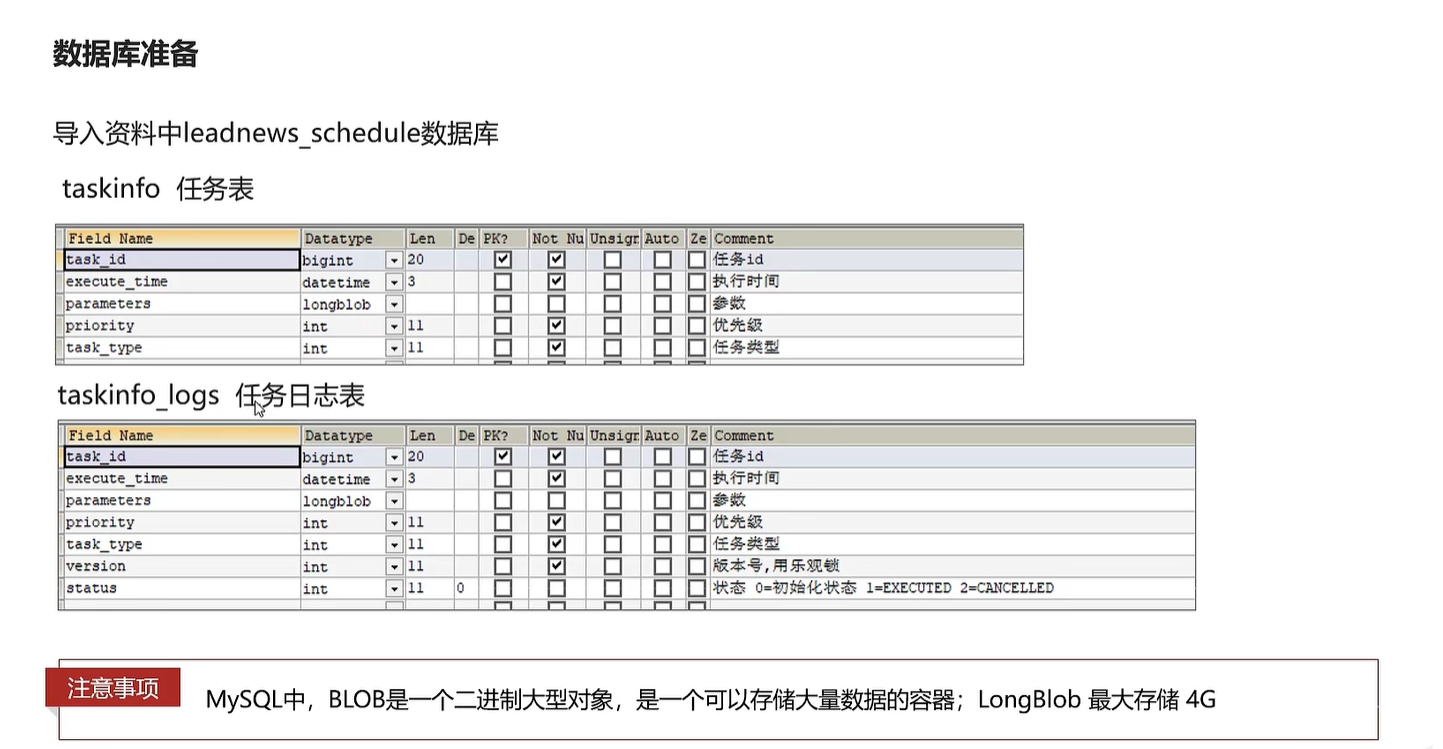 数据库准备
导入资料中leadnews_schedule数据库
taskinfo 任务表
Field Name Datatype Len De PK? Not Nu Unsigr Auto Ze Comment
task_id bigint 20 任务id
execute_time datetime 3 执行时间
parameters longblob 参数
priority int 11 优先级
task_type int 11 任务类型
taskinfo_logs 任务日志表
Field Name Datatype Len De PK? Not Nu Unsigr Auto Ze Comment
task_id bigint 20 任务id
execute_time datetime 3 执行时间
parameters longblob 参数
priority int 11 优先级
task_type int 11 任务类型
version int 11 版本号,用乐观锁
status int 11 0 状态 0=初始化状态 1=EXECUTED 2=CANCELLED
注意事项
MySQL中，BLOB是一个二进制大型对象，是一个可以存储大量数据的容器；LongBlob 最大存储 4G